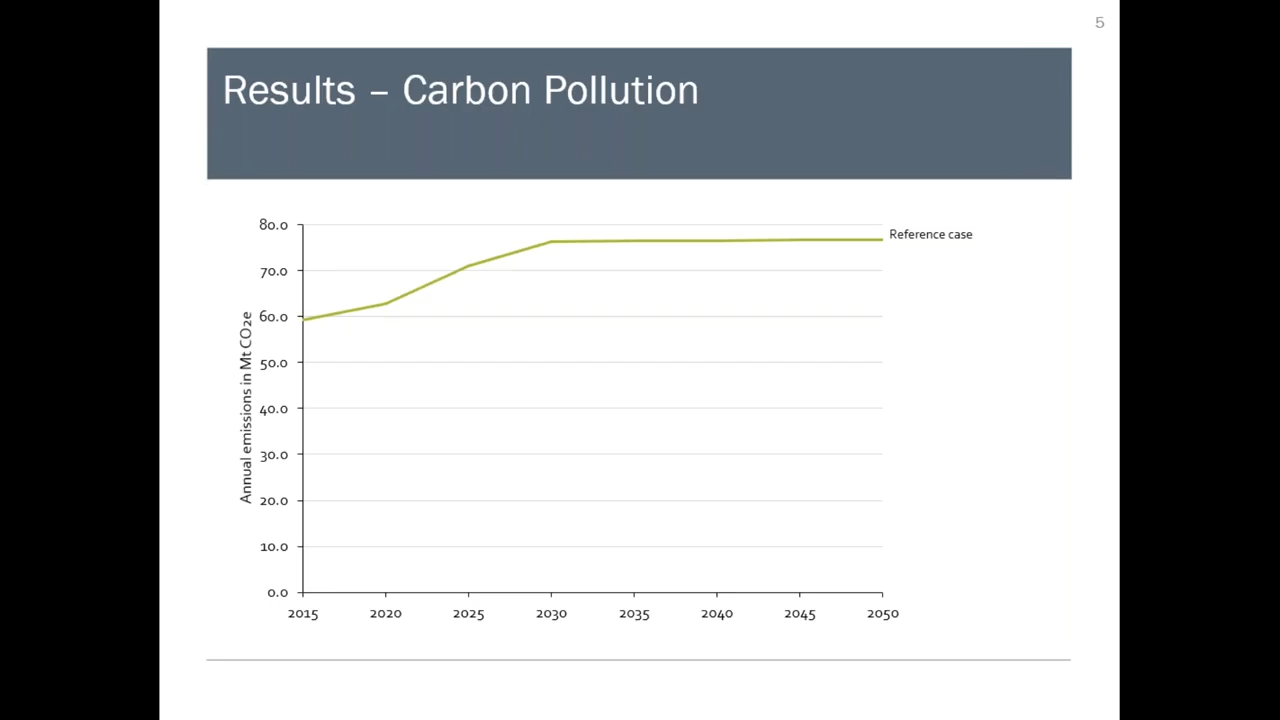 5
Results – Carbon Pollution
80.0
Reference case
70.0
60.0
50.0
40.0
30.0
20.0
10.0
0.0
Annual emissions in Mt CO2e
2015 2020 2025 2030 2035 2040 2045 2050